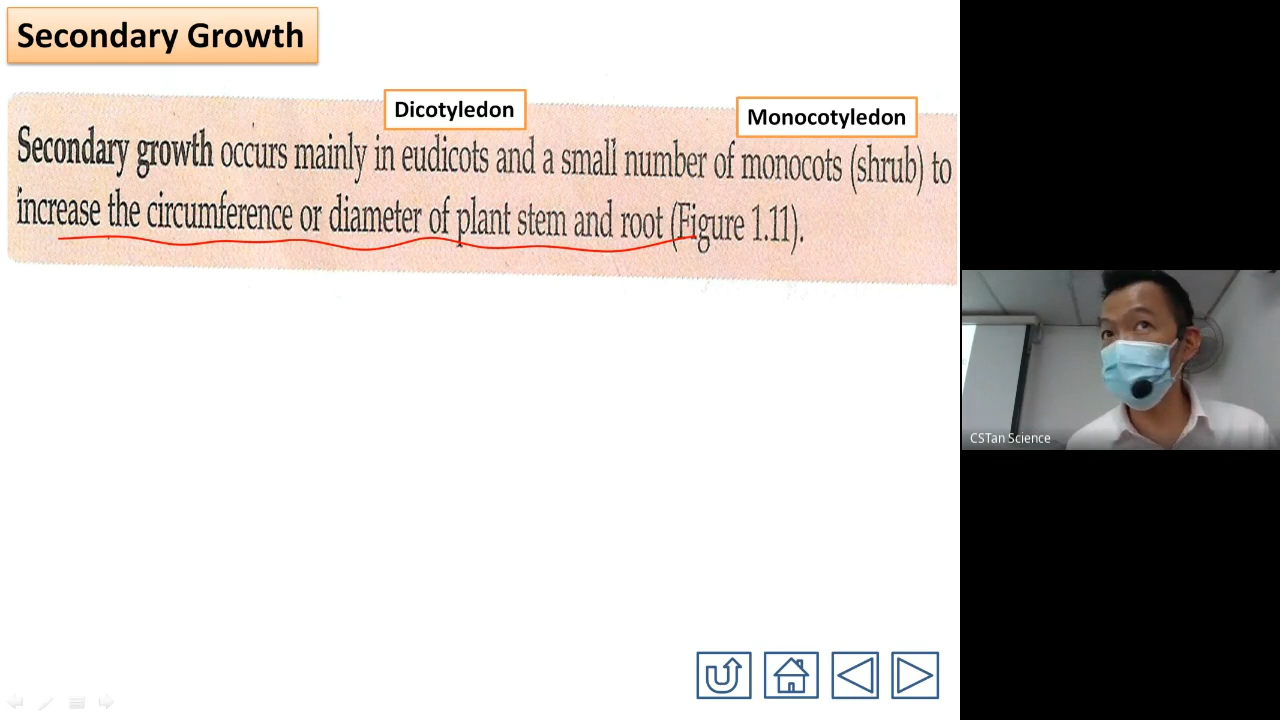 Secondary Growth
Dicotyledon
Monocotyledon
Secondary growth occurs mainly in eudicots and a small number of monocots (shrub) to
increase the circumference or diameter of plant stem and root (Figure 1.11).
CSTan Science